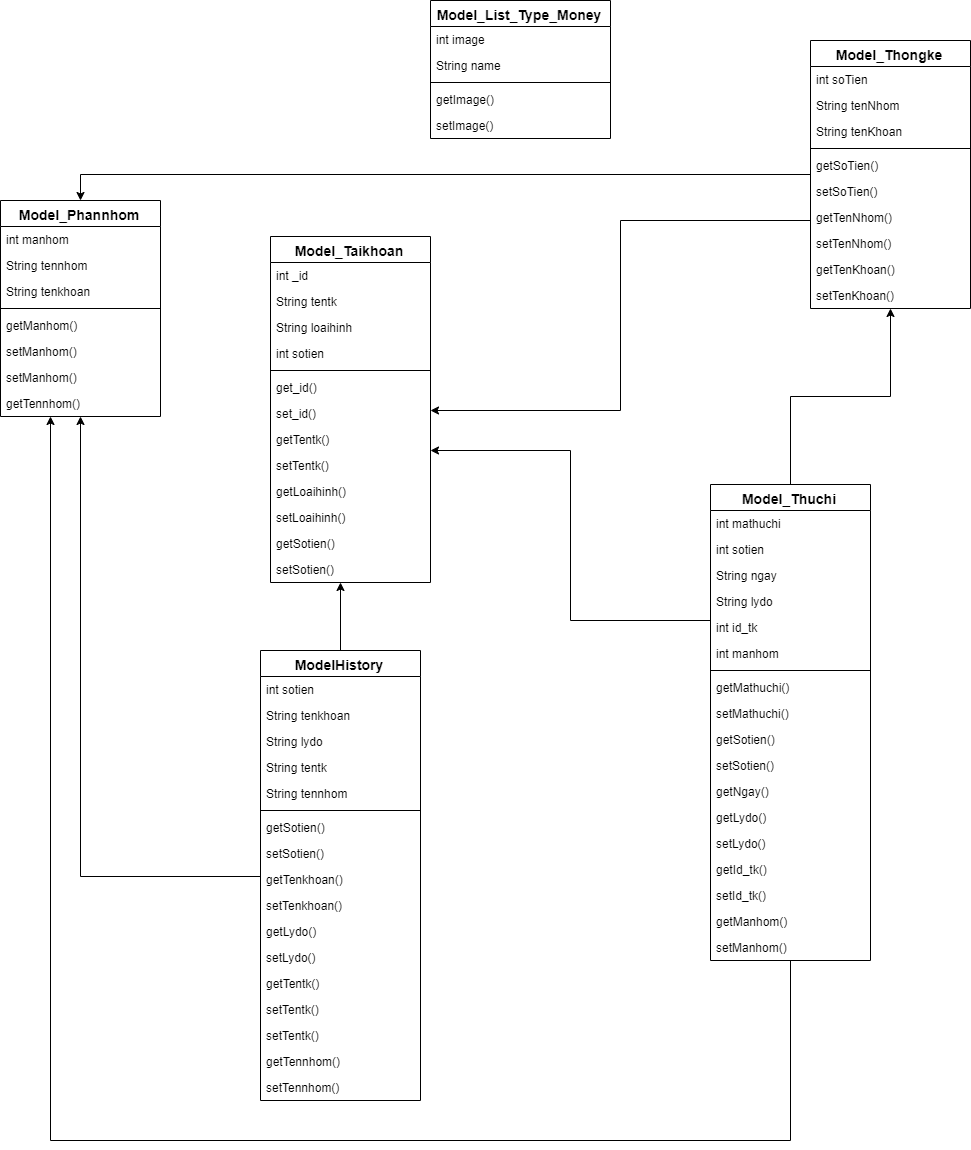 Model_List_Type_Money
int image
String name
getImage()
setImage()
Model_Thongke
int soTien
String tenNhom
String tenKhoan
getSoTien()
setSoTien()
getTenNhom()
setTenNhom()
getTenKhoan()
setTenKhoan()
Model_Phannhom
int manhom
String tennhom
String tenkhoan
getManhom()
setManhom()
setManhom()
getTennhom()
Model_Taikhoan
int _id
String tentk
String loaihinh
int sotien
get_id()
set_id()
getTentk()
setTentk()
getLoaihinh()
setLoaihinh()
getSotien()
setSotien()
Model_Thuchi
int mathuchi
int sotien
String ngay
String lydo
int id_tk
int manhom
getMathuchi()
setMathuchi()
getSotien()
setSotien()
getNgay()
getLydo()
setLydo()
getId_tk()
setId_tk()
getManhom()
setManhom()
ModelHistory
int sotien
String tenkhoan
String lydo
String tentk
String tennhom
getSotien()
setSotien()
getTenkhoan()
setTenkhoan()
getLydo()
setLydo()
getTentk()
setTentk()
setTentk()
getTennhom()
setTennhom()